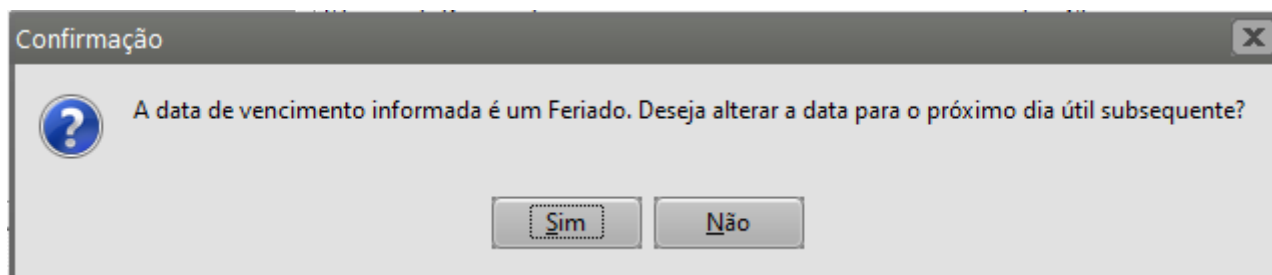 Confirmação
A data de vencimento informada é um Feriado. Deseja alterar a data para o próximo dia útil subsequente?
Sim
Não